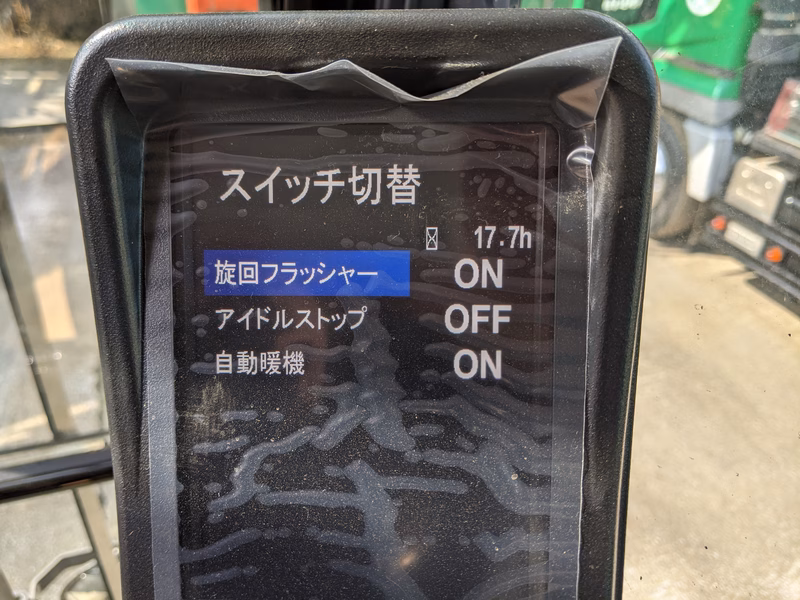 スイッチ切替
17.7h
旋回フラッシャー ON
アイドルストップ OFF
自動暖機 ON